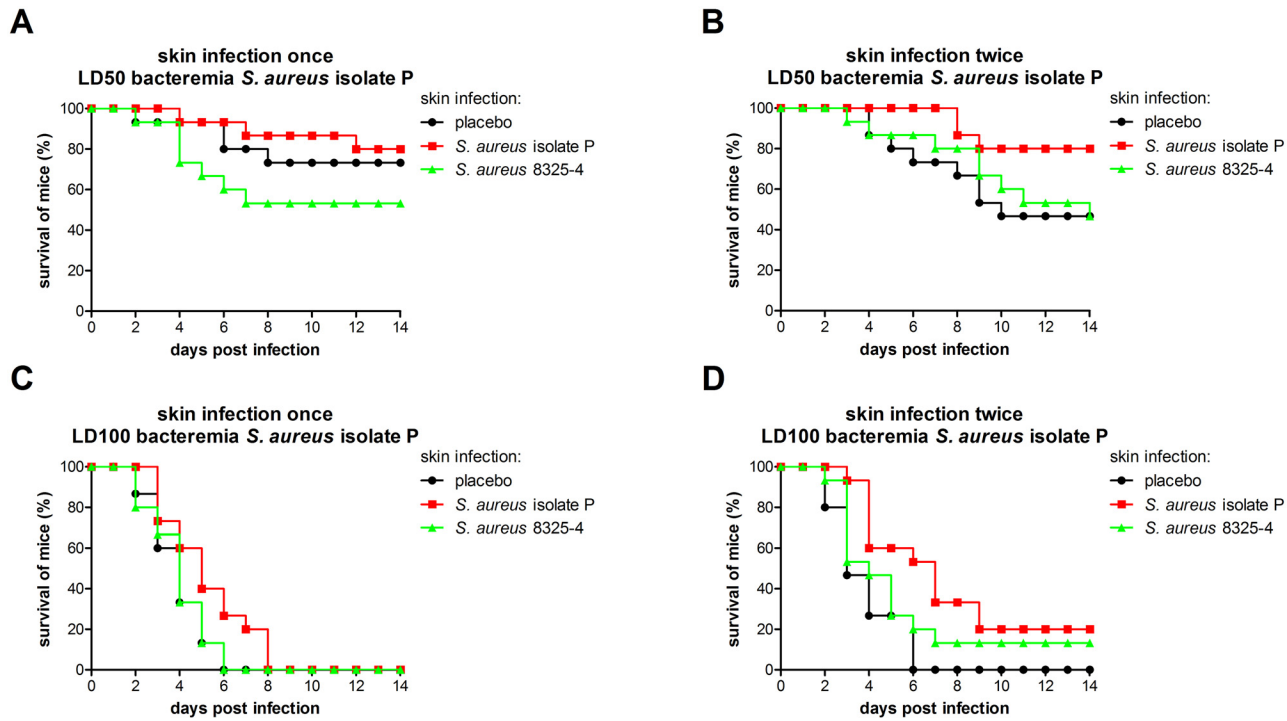 A
skin infection once
LD50 bacteremia S. aureus isolate P
survival of mice (%)
100
80
60
40
20
0
0 2 4 6 8 10 12 14
days post infection
skin infection:
placebo
S. aureus isolate P
S. aureus 8325-4
B
skin infection twice
LD50 bacteremia S. aureus isolate P
survival of mice (%)
100
80
60
40
20
0
0 2 4 6 8 10 12 14
days post infection
skin infection:
placebo
S. aureus isolate P
S. aureus 8325-4
C
skin infection once
LD100 bacteremia S. aureus isolate P
survival of mice (%)
100
80
60
40
20
0
0 2 4 6 8 10 12 14
days post infection
skin infection:
placebo
S. aureus isolate P
S. aureus 8325-4
D
skin infection twice
LD100 bacteremia S. aureus isolate P
survival of mice (%)
100
80
60
40
20
0
0 2 4 6 8 10 12 14
days post infection
skin infection:
placebo
S. aureus isolate P
S. aureus 8325-4